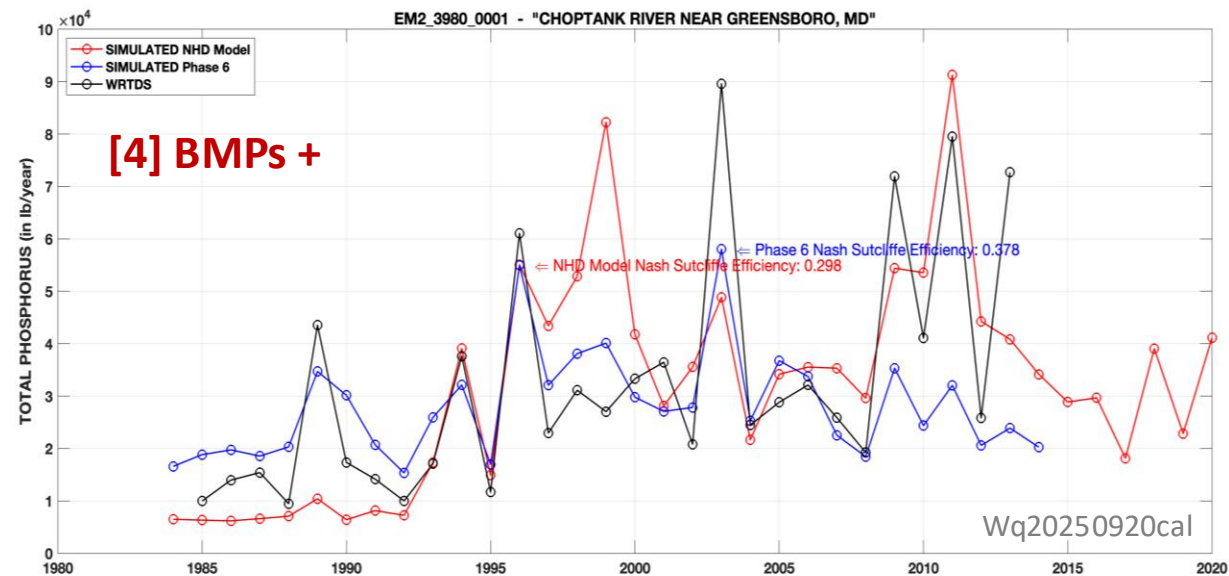 EM2_3980_0001 - "CHOPTANK RIVER NEAR GREENSBORO, MD"
×10⁴
SIMULATED NHD Model
SIMULATED Phase 6
WRTDS
[4] BMPs +
TOTAL PHOSPHORUS (in lb/year)
10
9
8
7
6
5
4
3
2
1
0
⇐ Phase 6 Nash Sutcliffe Efficiency: 0.378
⇐ NHD Model Nash Sutcliffe Efficiency: 0.298
Wq20250920cal
1980 1985 1990 1995 2000 2005 2010 2015 2020